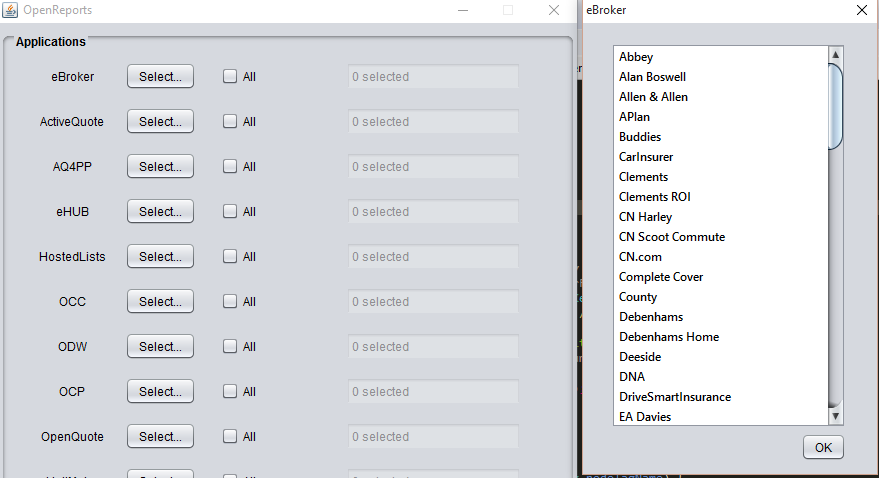 OpenReports
Applications
eBroker Select... All 0 selected
ActiveQuote Select... All 0 selected
AQ4PP Select... All 0 selected
eHUB Select... All 0 selected
HostedLists Select... All 0 selected
OCC Select... All 0 selected
ODW Select... All 0 selected
OCP Select... All 0 selected
OpenQuote Select... All 0 selected
eBroker
Abbey
Alan Boswell
Allen & Allen
APlan
Buddies
CarInsurer
Clements
Clements ROI
CN Harley
CN Scoot Commute
CN.com
Complete Cover
County
Debenhams
Debenhams Home
Deeside
DNA
DriveSmartInsurance
EA Davies
OK